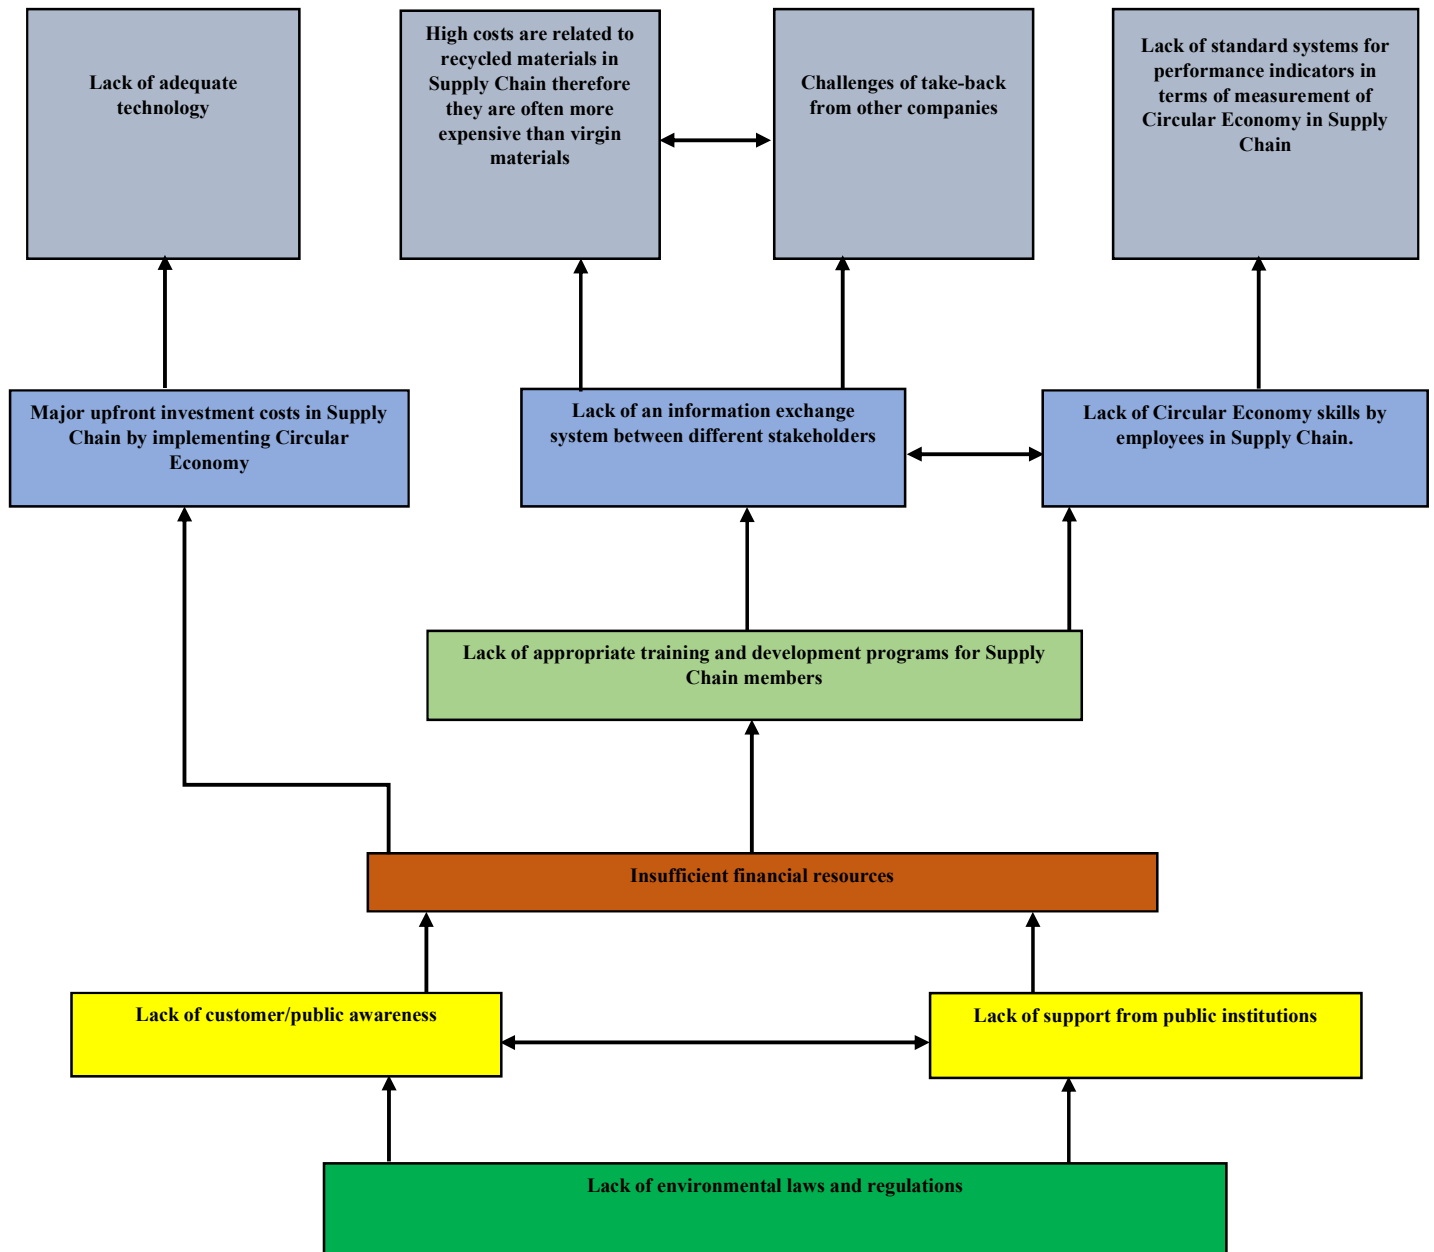 Lack of adequate
technology
High costs are related to
recycled materials in
Supply Chain therefore
they are often more
expensive than virgin
materials
Challenges of take-back
from other companies
Lack of standard systems for
performance indicators in
terms of measurement of
Circular Economy in Supply
Chain
Major upfront investment costs in Supply
Chain by implementing Circular
Economy
Lack of an information exchange
system between different stakeholders
Lack of Circular Economy skills by
employees in Supply Chain.
Lack of appropriate training and development programs for Supply
Chain members
Insufficient financial resources
Lack of customer/public awareness
Lack of support from public institutions
Lack of environmental laws and regulations